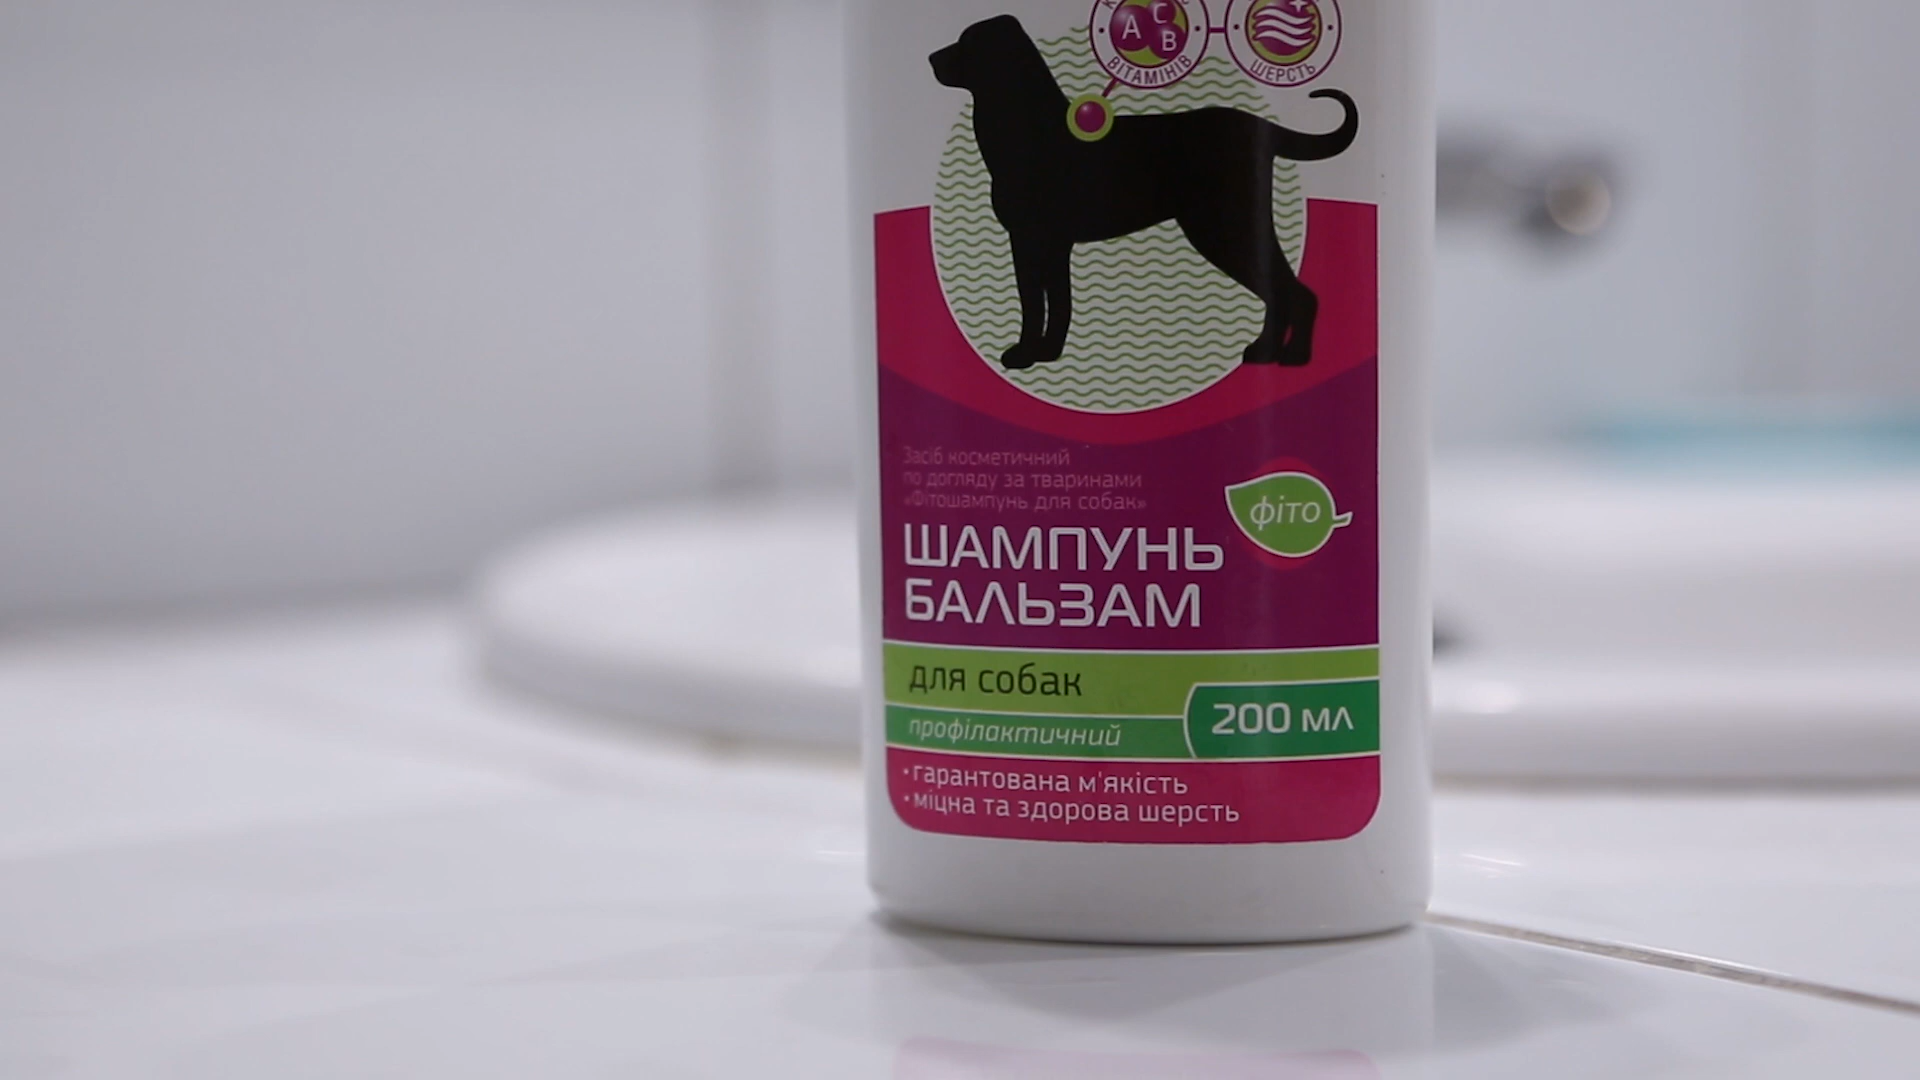 А С В
ВІТАМІНІВ
ШЕРСТЬ
Засіб косметичний
по догляду за тваринами
«Фітошампунь для собак»
фіто
ШАМПУНЬ
БАЛЬЗАМ
для собак
200 мл
профілактичний
• гарантована м'якість
• міцна та здорова шерсть